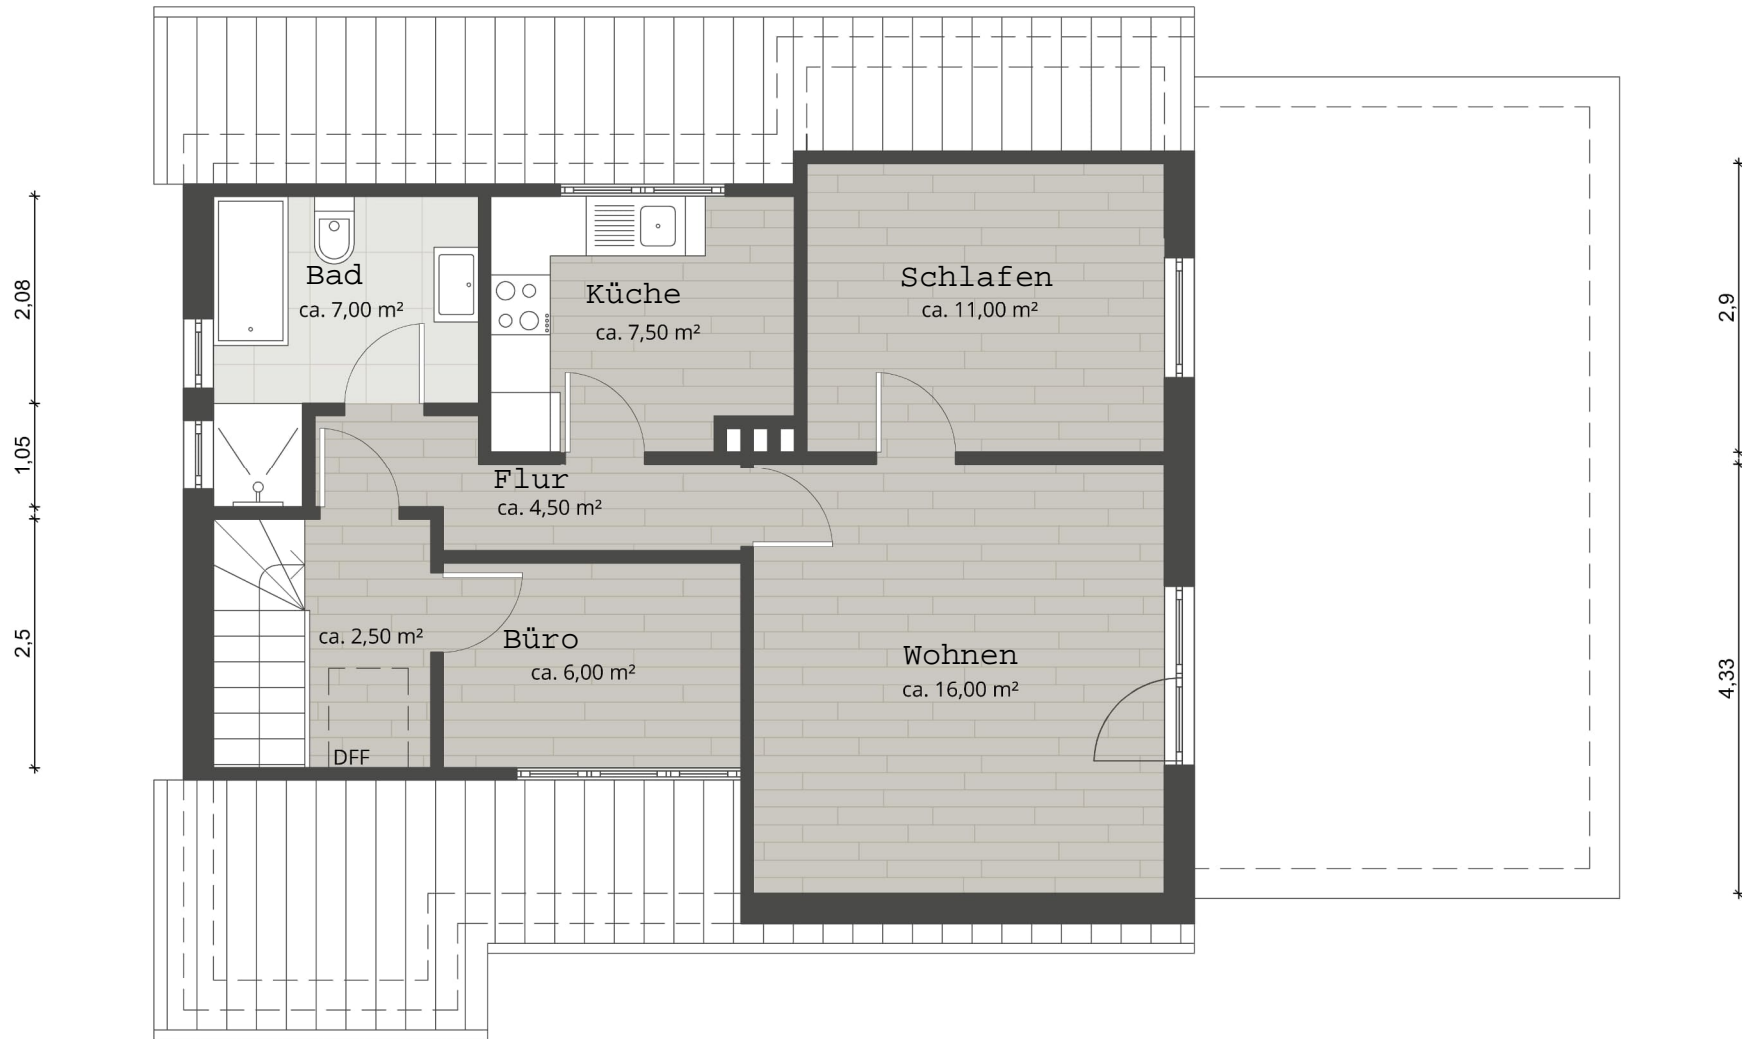 Bad
ca. 7,00 m²
Küche
ca. 7,50 m²
Schlafen
ca. 11,00 m²
Flur
ca. 4,50 m²
ca. 2,50 m²
DFF
Büro
ca. 6,00 m²
Wohnen
ca. 16,00 m²
2,08
1,05
2,5
2,9
4,33